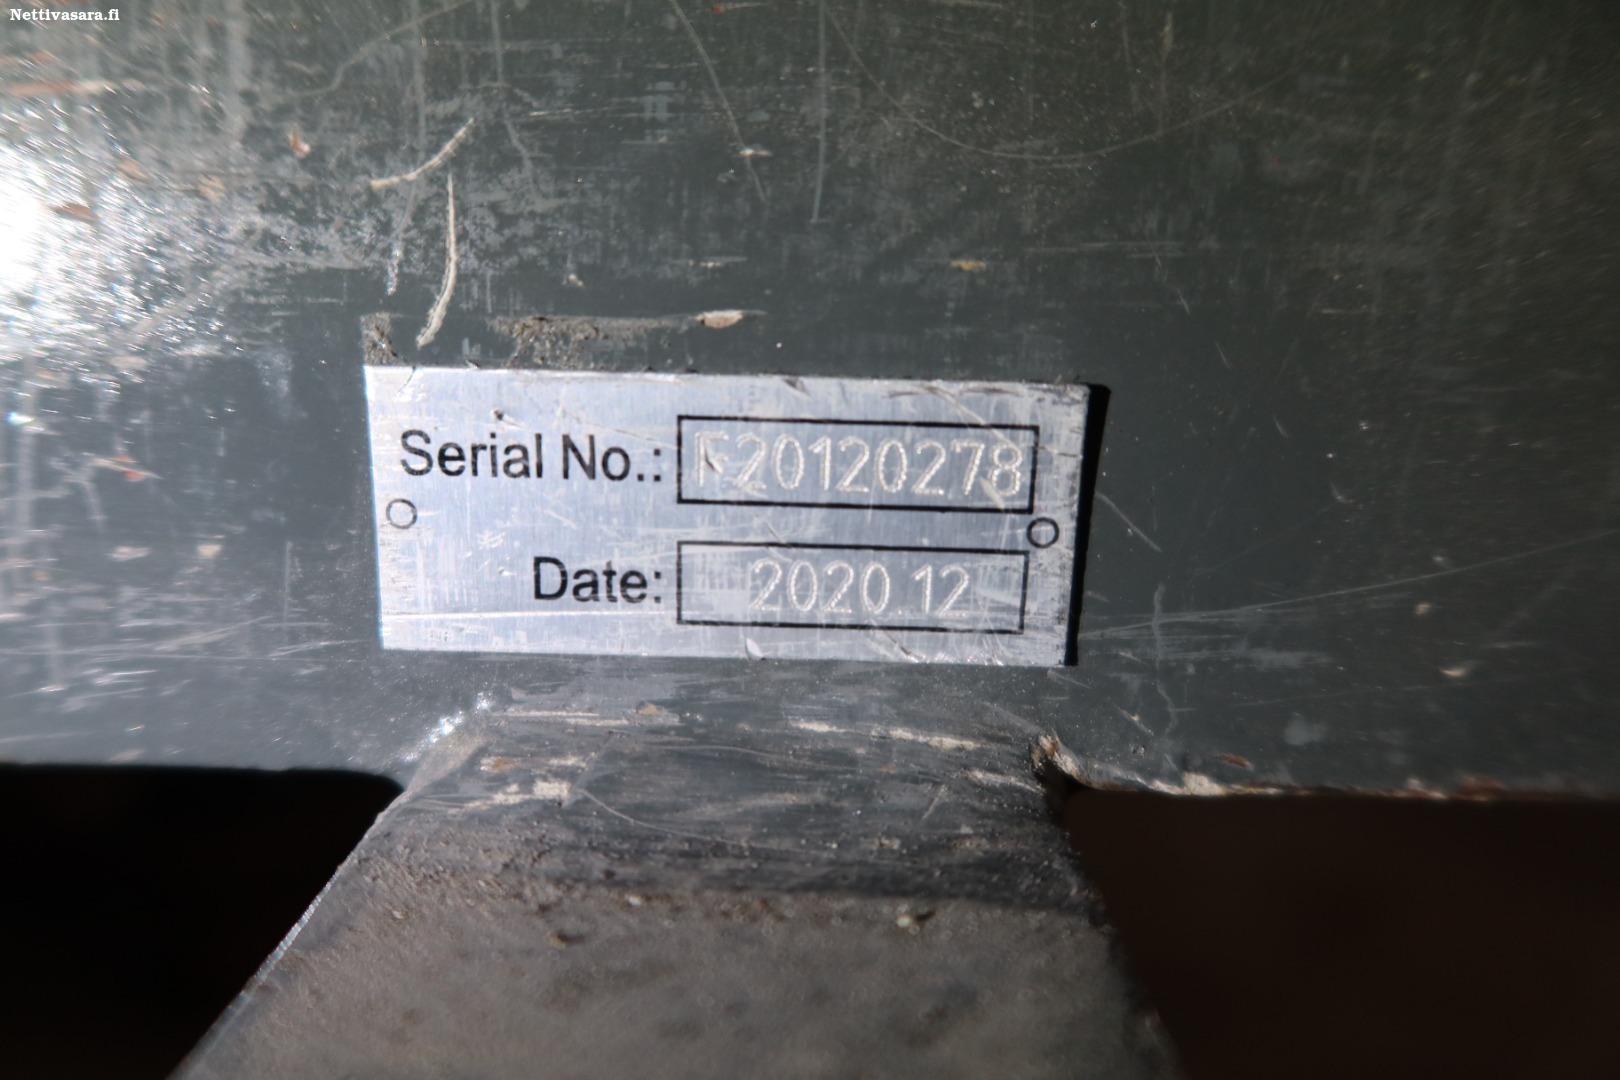 Nettivasara.fi
Serial No.: F20120278
Date: 2020.12